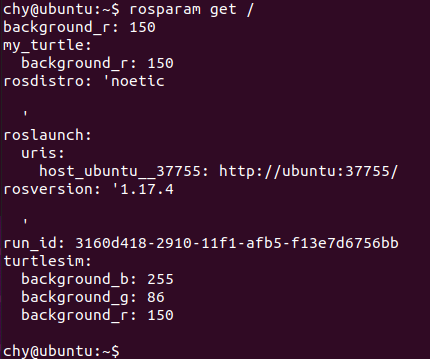 chy@ubuntu:~$ rosparam get /
background_r: 150
my_turtle:
  background_r: 150
rosdistro: 'noetic

  '
roslaunch:
  uris:
    host_ubuntu__37755: http://ubuntu:37755/
rosversion: '1.17.4

  '
run_id: 3160d418-2910-11f1-afb5-f13e7d6756bb
turtlesim:
  background_b: 255
  background_g: 86
  background_r: 150

chy@ubuntu:~$